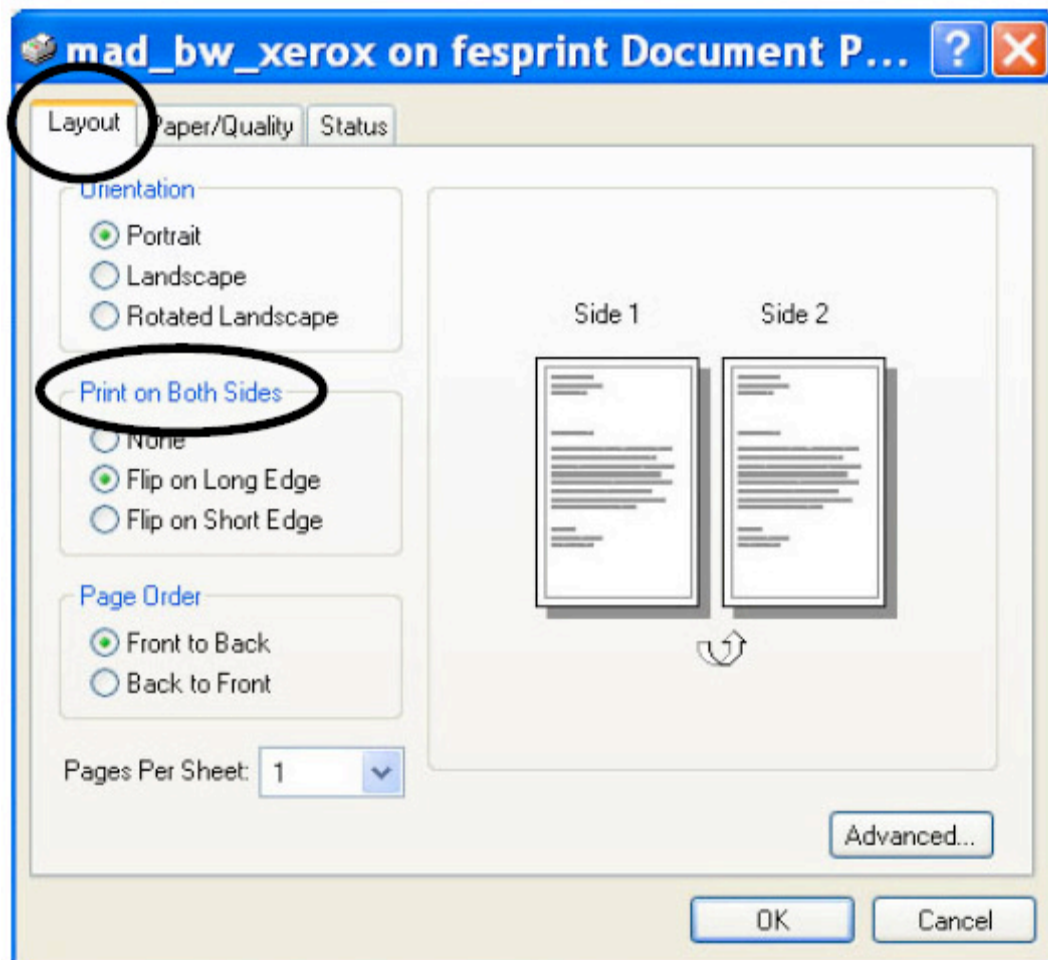 mad_bw_xerox on fesprint Document P...
Layout Paper/Quality Status
Orientation
Portrait
Landscape
Rotated Landscape
Print on Both Sides
None
Flip on Long Edge
Flip on Short Edge
Page Order
Front to Back
Back to Front
Pages Per Sheet: 1
Side 1 Side 2
Advanced...
OK Cancel